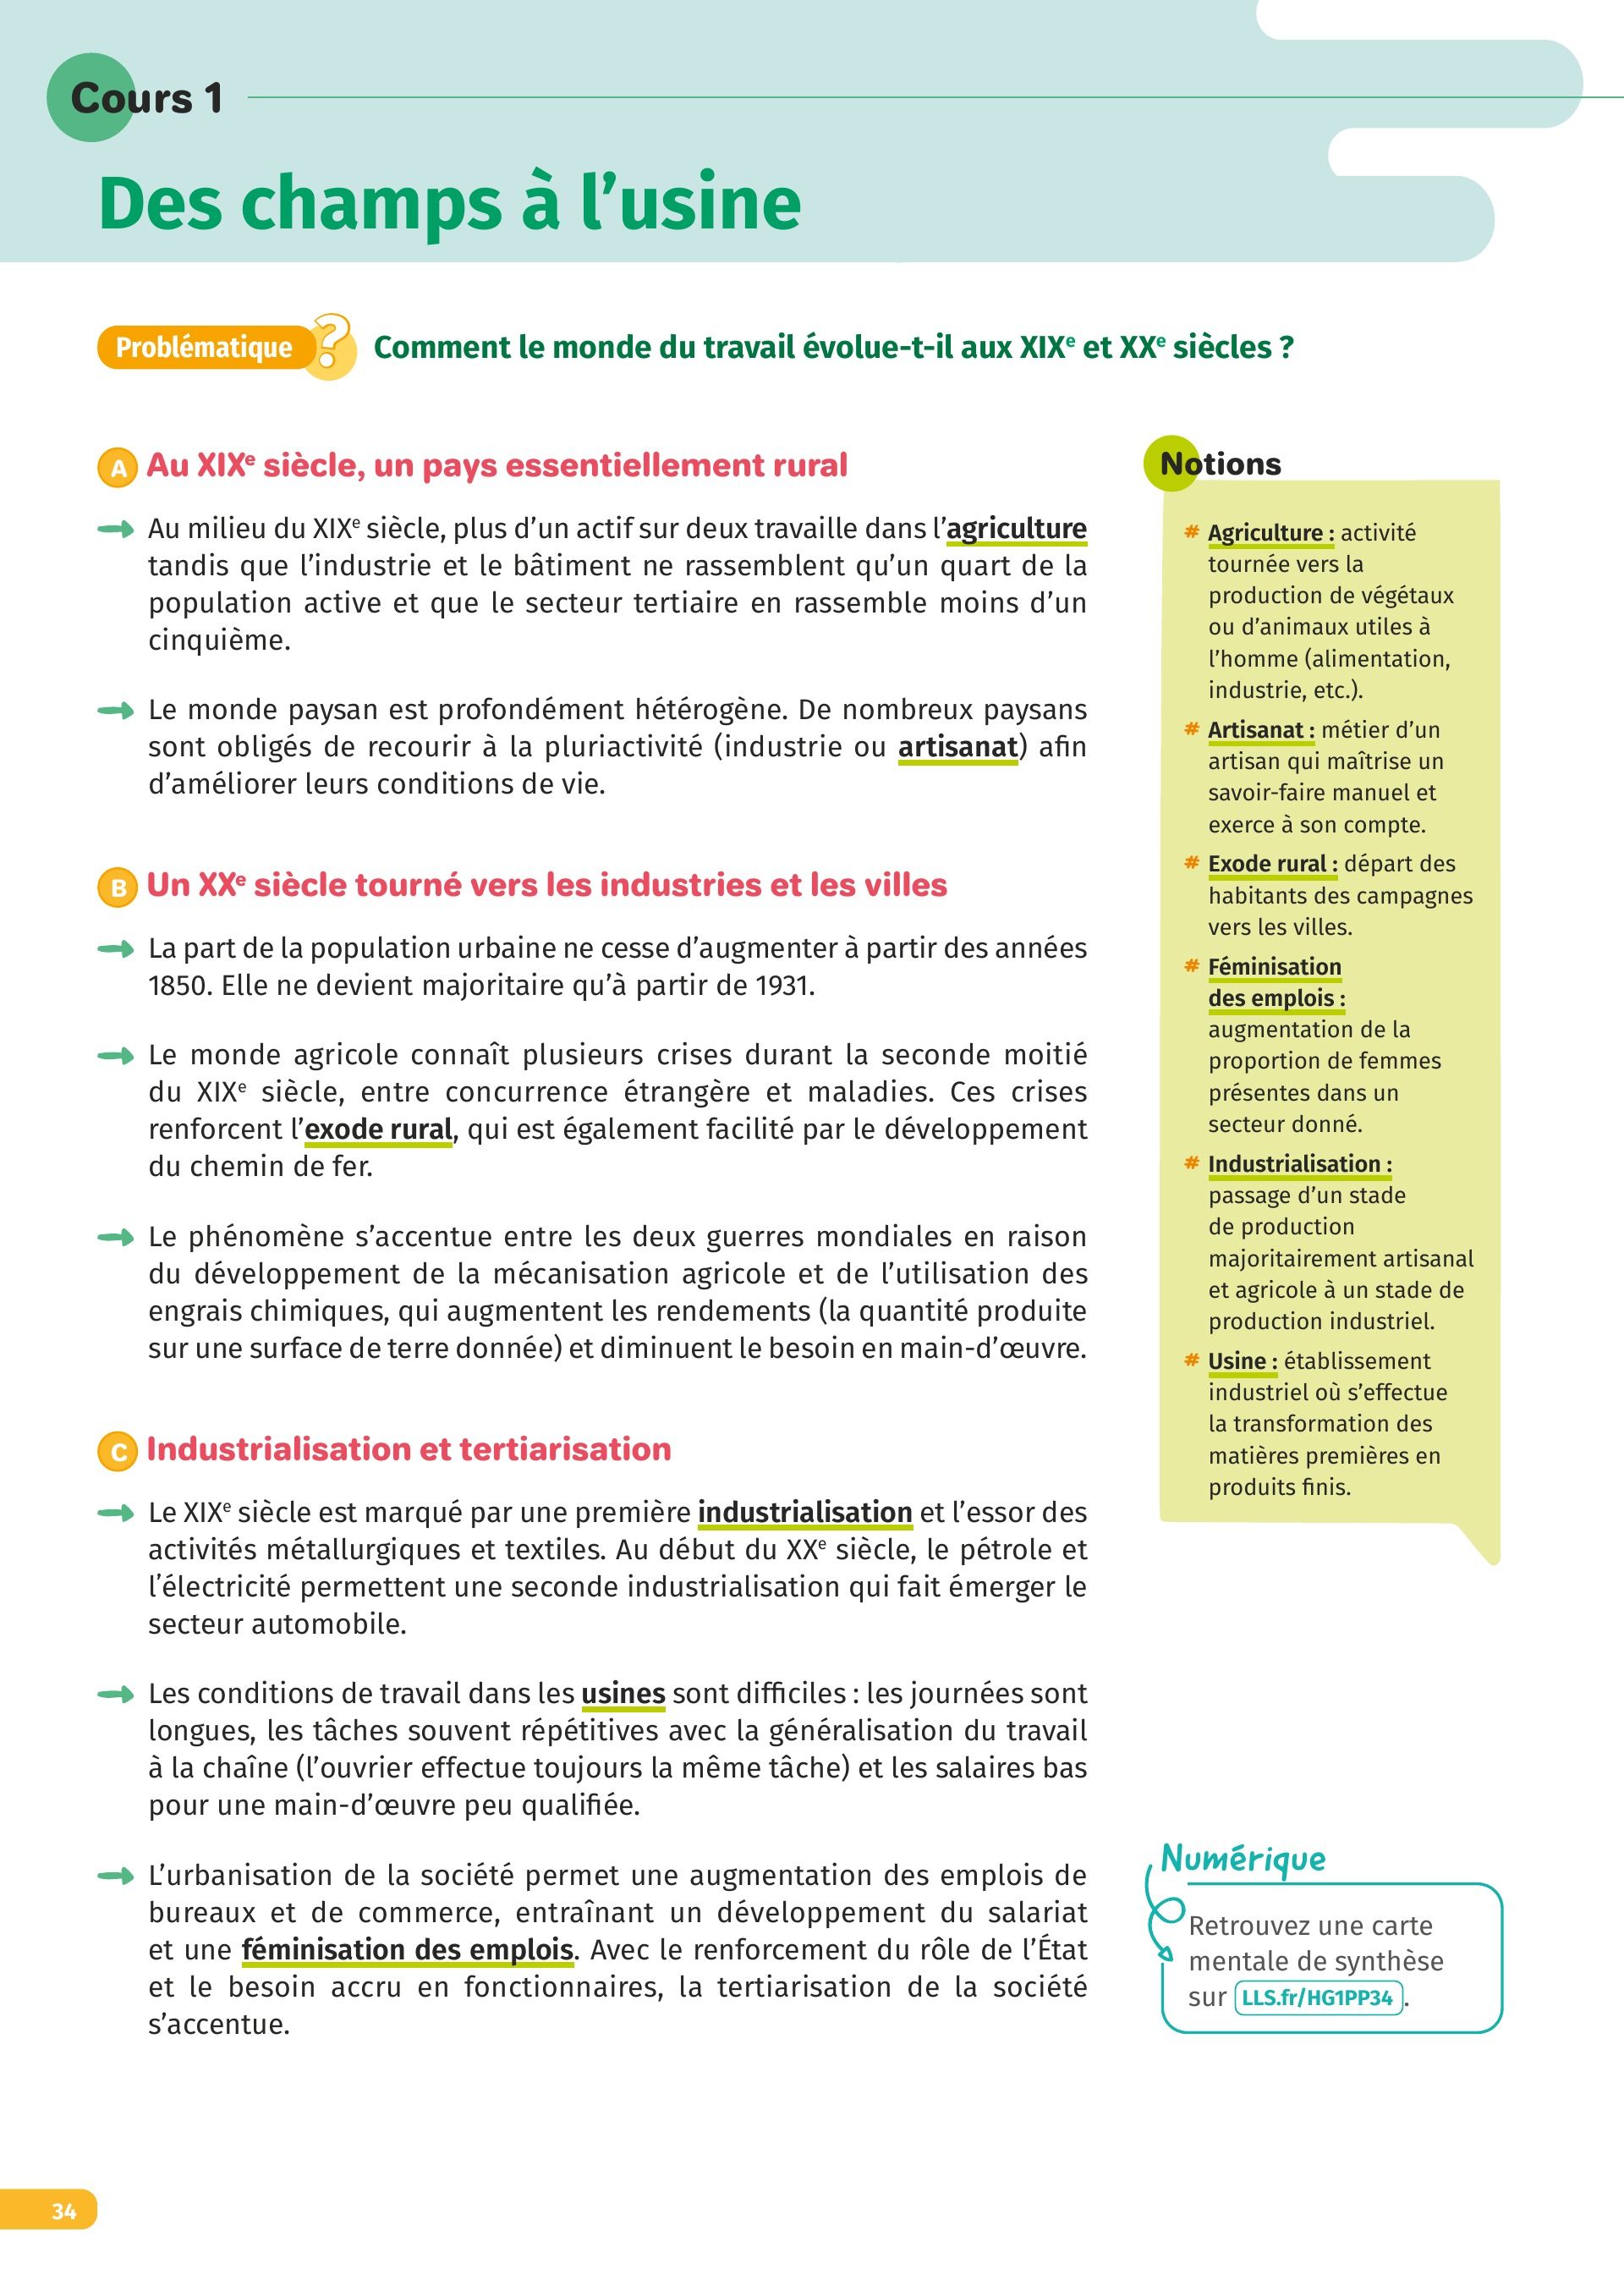 Cours 1
Des champs à l'usine
Problématique ?
Comment le monde du travail évolue-t-il aux XIXe et XXe siècles ?
A Au XIXe siècle, un pays essentiellement rural
Au milieu du XIXe siècle, plus d'un actif sur deux travaille dans l'agriculture
tandis que l'industrie et le bâtiment ne rassemblent qu'un quart de la
population active et que le secteur tertiaire en rassemble moins d'un
cinquième.
Le monde paysan est profondément hétérogène. De nombreux paysans
sont obligés de recourir à la pluriactivité (industrie ou artisanat) afin
d'améliorer leurs conditions de vie.
B Un XXe siècle tourné vers les industries et les villes
La part de la population urbaine ne cesse d'augmenter à partir des années
1850. Elle ne devient majoritaire qu'à partir de 1931.
Le monde agricole connaît plusieurs crises durant la seconde moitié
du XIXe siècle, entre concurrence étrangère et maladies. Ces crises
renforcent l'exode rural, qui est également facilité par le développement
du chemin de fer.
Le phénomène s'accentue entre les deux guerres mondiales en raison
du développement de la mécanisation agricole et de l'utilisation des
engrais chimiques, qui augmentent les rendements (la quantité produite
sur une surface de terre donnée) et diminuent le besoin en main-d'œuvre.
C Industrialisation et tertiarisation
Le XIXe siècle est marqué par une première industrialisation et l'essor des
activités métallurgiques et textiles. Au début du XXe siècle, le pétrole et
l'électricité permettent une seconde industrialisation qui fait émerger le
secteur automobile.
Les conditions de travail dans les usines sont difficiles : les journées sont
longues, les tâches souvent répétitives avec la généralisation du travail
à la chaîne (l'ouvrier effectue toujours la même tâche) et les salaires bas
pour une main-d'œuvre peu qualifiée.
L'urbanisation de la société permet une augmentation des emplois de
bureaux et de commerce, entraînant un développement du salariat
et une féminisation des emplois. Avec le renforcement du rôle de l'État
et le besoin accru en fonctionnaires, la tertiarisation de la société
s'accentue.
Notions
# Agriculture : activité
tournée vers la
production de végétaux
ou d'animaux utiles à
l'homme (alimentation,
industrie, etc.).
# Artisanat : métier d'un
artisan qui maîtrise un
savoir-faire manuel et
exerce à son compte.
# Exode rural : départ des
habitants des campagnes
vers les villes.
# Féminisation
des emplois :
augmentation de la
proportion de femmes
présentes dans un
secteur donné.
# Industrialisation :
passage d'un stade
de production
majoritairement artisanal
et agricole à un stade de
production industriel.
# Usine : établissement
industriel où s'effectue
la transformation des
matières premières en
produits finis.
Numérique
Retrouvez une carte
mentale de synthèse
sur LLS.fr/HG1PP34.
34